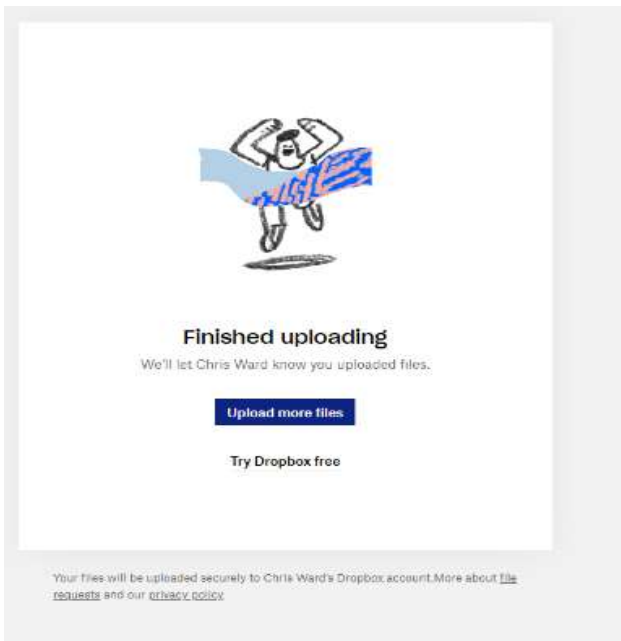 Finished uploading
We'll let Chris Ward know you uploaded files.
Upload more files
Try Dropbox free
Your files will be uploaded securely to Chris Ward's Dropbox account.More about file
requests and our privacy policy